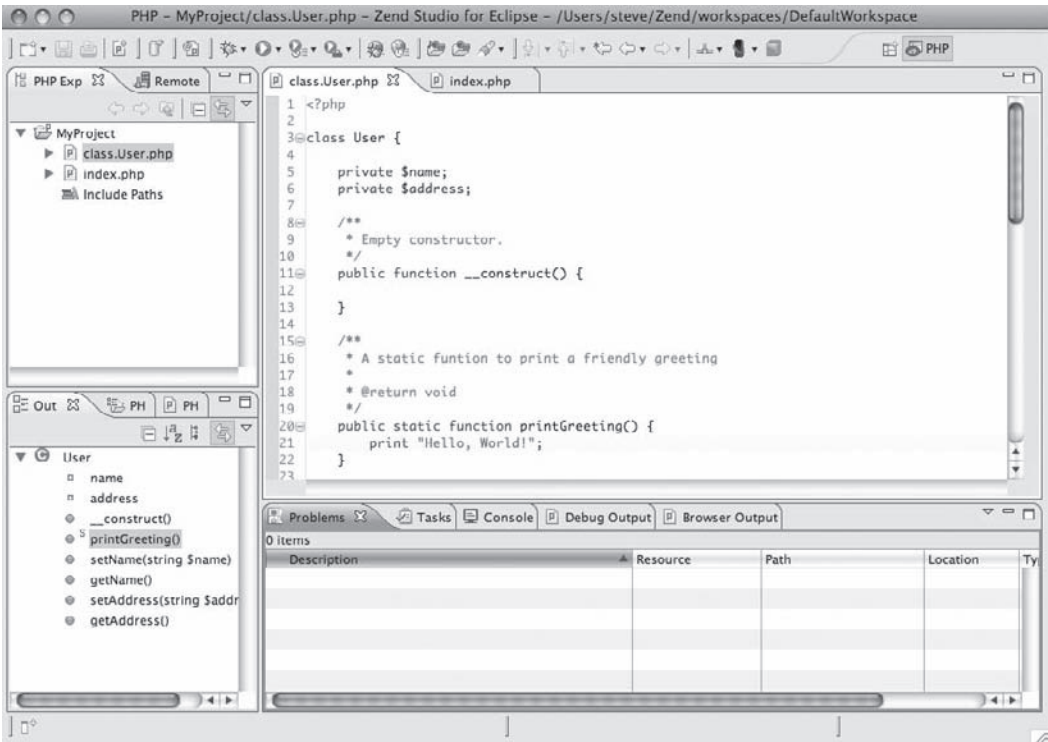 PHP – MyProject/class.User.php – Zend Studio for Eclipse – /Users/steve/Zend/workspaces/DefaultWorkspace
PHP
PHP Exp
Remote
MyProject
class.User.php
index.php
Include Paths
class.User.php
index.php
1 <?php
2
3 class User {
4
5 private $name;
6 private $address;
7
8 /**
9 * Empty constructor.
10 */
11 public function __construct() {
12
13 }
14
15 /**
16 * A static funtion to print a friendly greeting
17 *
18 * @return void
19 */
20 public static function printGreeting() {
21 print "Hello, World!";
22 }
23
Out
PH
PH
User
name
address
__construct()
S printGreeting()
setName(string $name)
getName()
setAddress(string $addr
getAddress()
Problems
Tasks
Console
Debug Output
Browser Output
0 items
Description Resource Path Location Ty